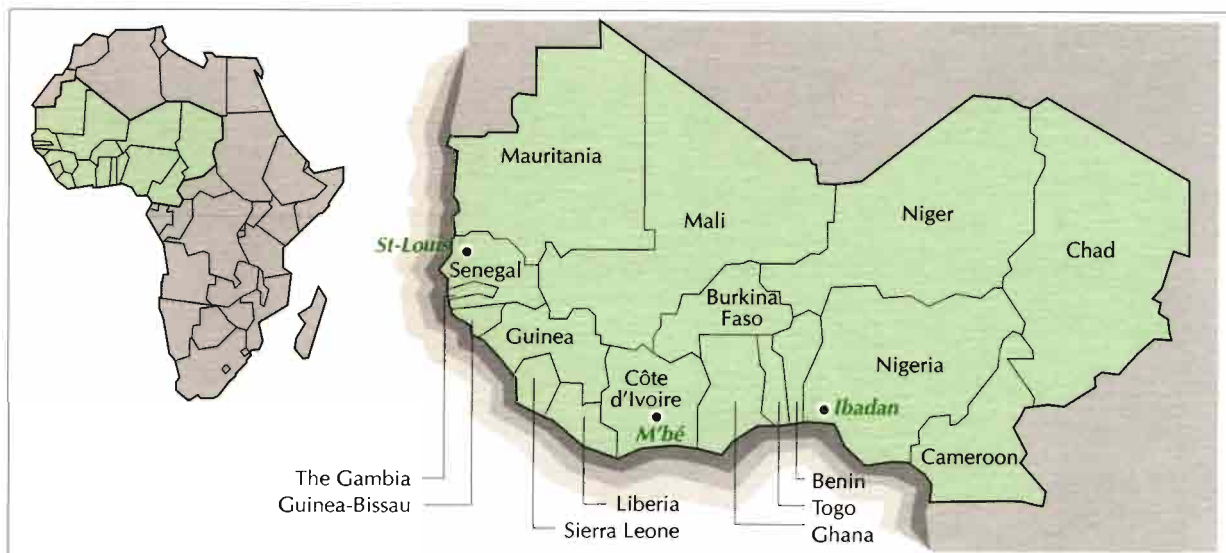 Mauritania
Mali
Niger
Chad
St-Louis
Senegal
Burkina
Faso
Guinea
Nigeria
Côte
d'Ivoire
Ibadan
M'bé
Cameroon
The Gambia
Guinea-Bissau
Liberia
Sierra Leone
Benin
Togo
Ghana